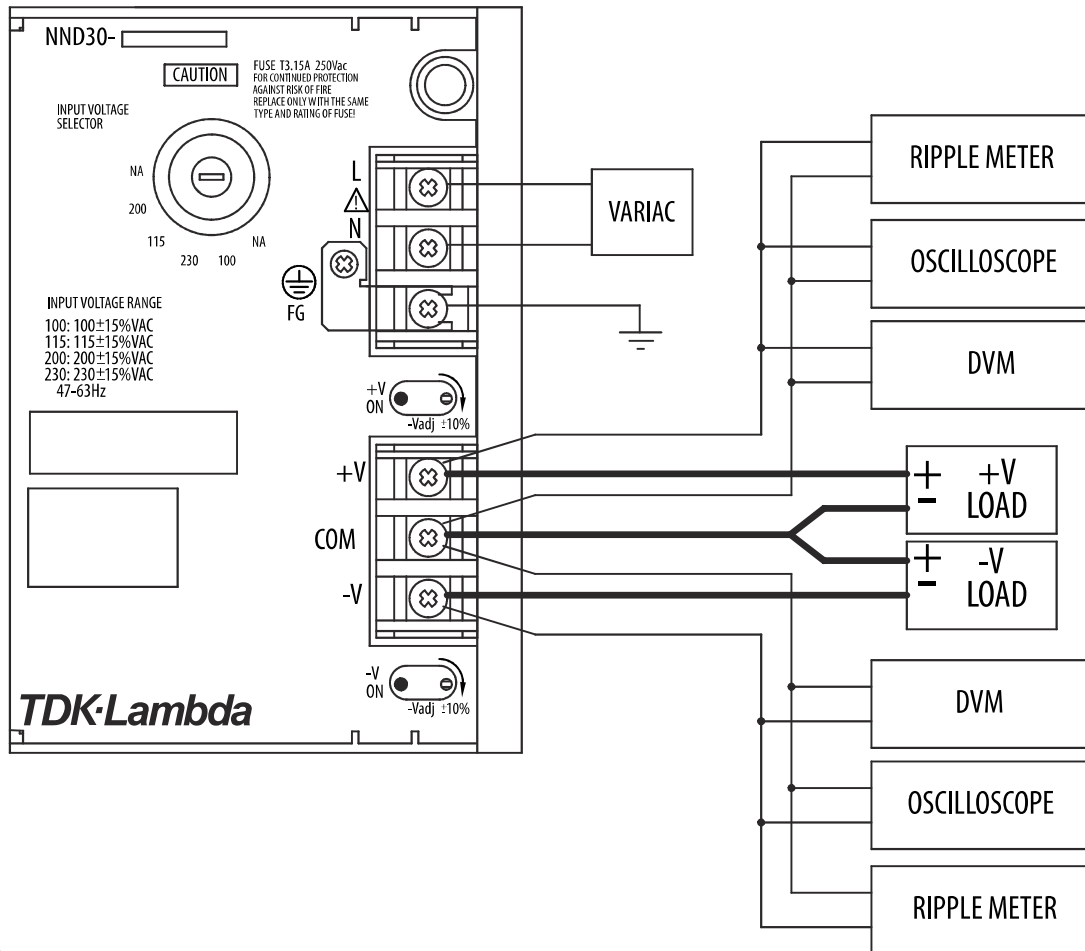 NND30-
CAUTION
FUSE T3.15A 250Vac
FOR CONTINUED PROTECTION
AGAINST RISK OF FIRE
REPLACE ONLY WITH THE SAME
TYPE AND RATING OF FUSE!
INPUT VOLTAGE
SELECTOR
NA
200
115
230
100
NA
L
N
FG
VARIAC
INPUT VOLTAGE RANGE
100: 100±15%VAC
115: 115±15%VAC
200: 200±15%VAC
230: 230±15%VAC
47-63Hz
+V
ON
-Vadj ±10%
+V
COM
-V
-V
ON
-Vadj ±10%
TDK·Lambda
RIPPLE METER
OSCILLOSCOPE
DVM
+ +V
- LOAD
+ -V
- LOAD
DVM
OSCILLOSCOPE
RIPPLE METER